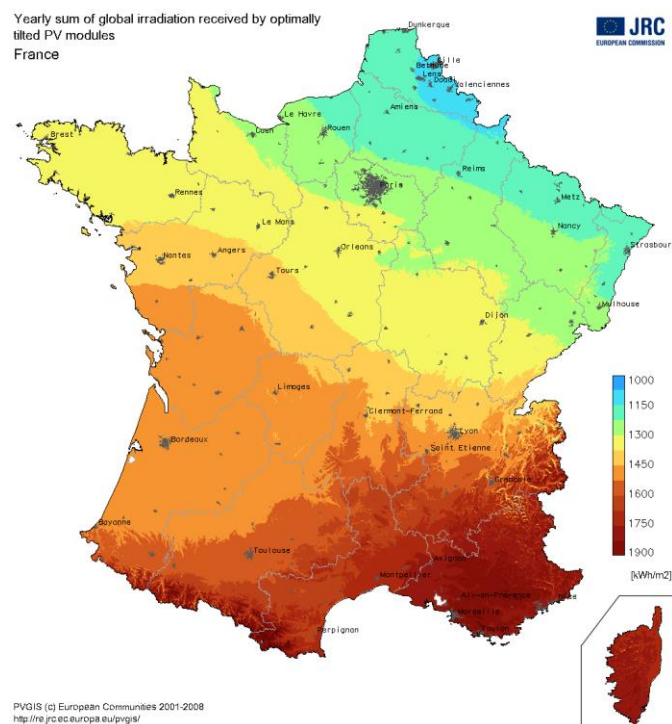 Yearly sum of global irradiation received by optimally
tilted PV modules
France
JRC
EUROPEAN COMMISSION
Dunkerque
Lille
Lens
Valenciennes
Amiens
Le Havre
Rouen
Caen
Reims
Brest
Paris
Metz
Nancy
Rennes
Le Mans
Strasbour
Orleans
Nantes
Angers
Tours
Mulhouse
Dijon
Limoges
Clermont-Ferrand
Lyon
Saint Etienne
Bordeaux
Grenoble
Bayonne
Toulouse
Avignon
Montpellier
Aix-en-Provence
Marseille
Toulon
Perpignan
1000
1150
1300
1450
1600
1750
1900
[kWh/m2]
PVGIS (c) European Communities 2001-2008
http://re.jrc.ec.europa.eu/pvgis/